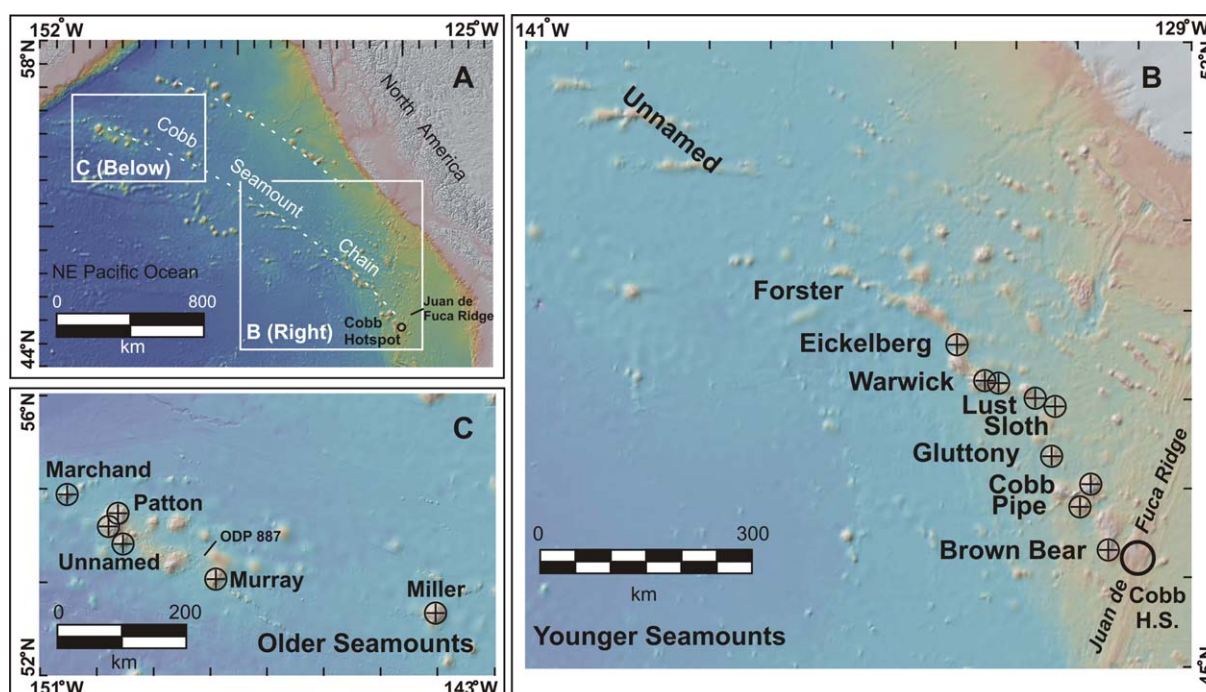 152°W
125°W
58°N
A
North America
Cobb
C (Below)
Seamount
Chain
NE Pacific Ocean
0
800
km
B (Right)
Juan de
Fuca Ridge
Cobb
Hotspot
44°N
56°N
C
Marchand
Patton
ODP 887
Unnamed
Murray
Miller
0
200
km
Older Seamounts
52°N
151°W
143°W
141°W
129°W
B
Unnamed
Forster
Eickelberg
Warwick
Lust
Sloth
Gluttony
Cobb
Pipe
Brown Bear
Juan de
Fuca Ridge
Cobb
H.S.
0
300
km
Younger Seamounts
45°N